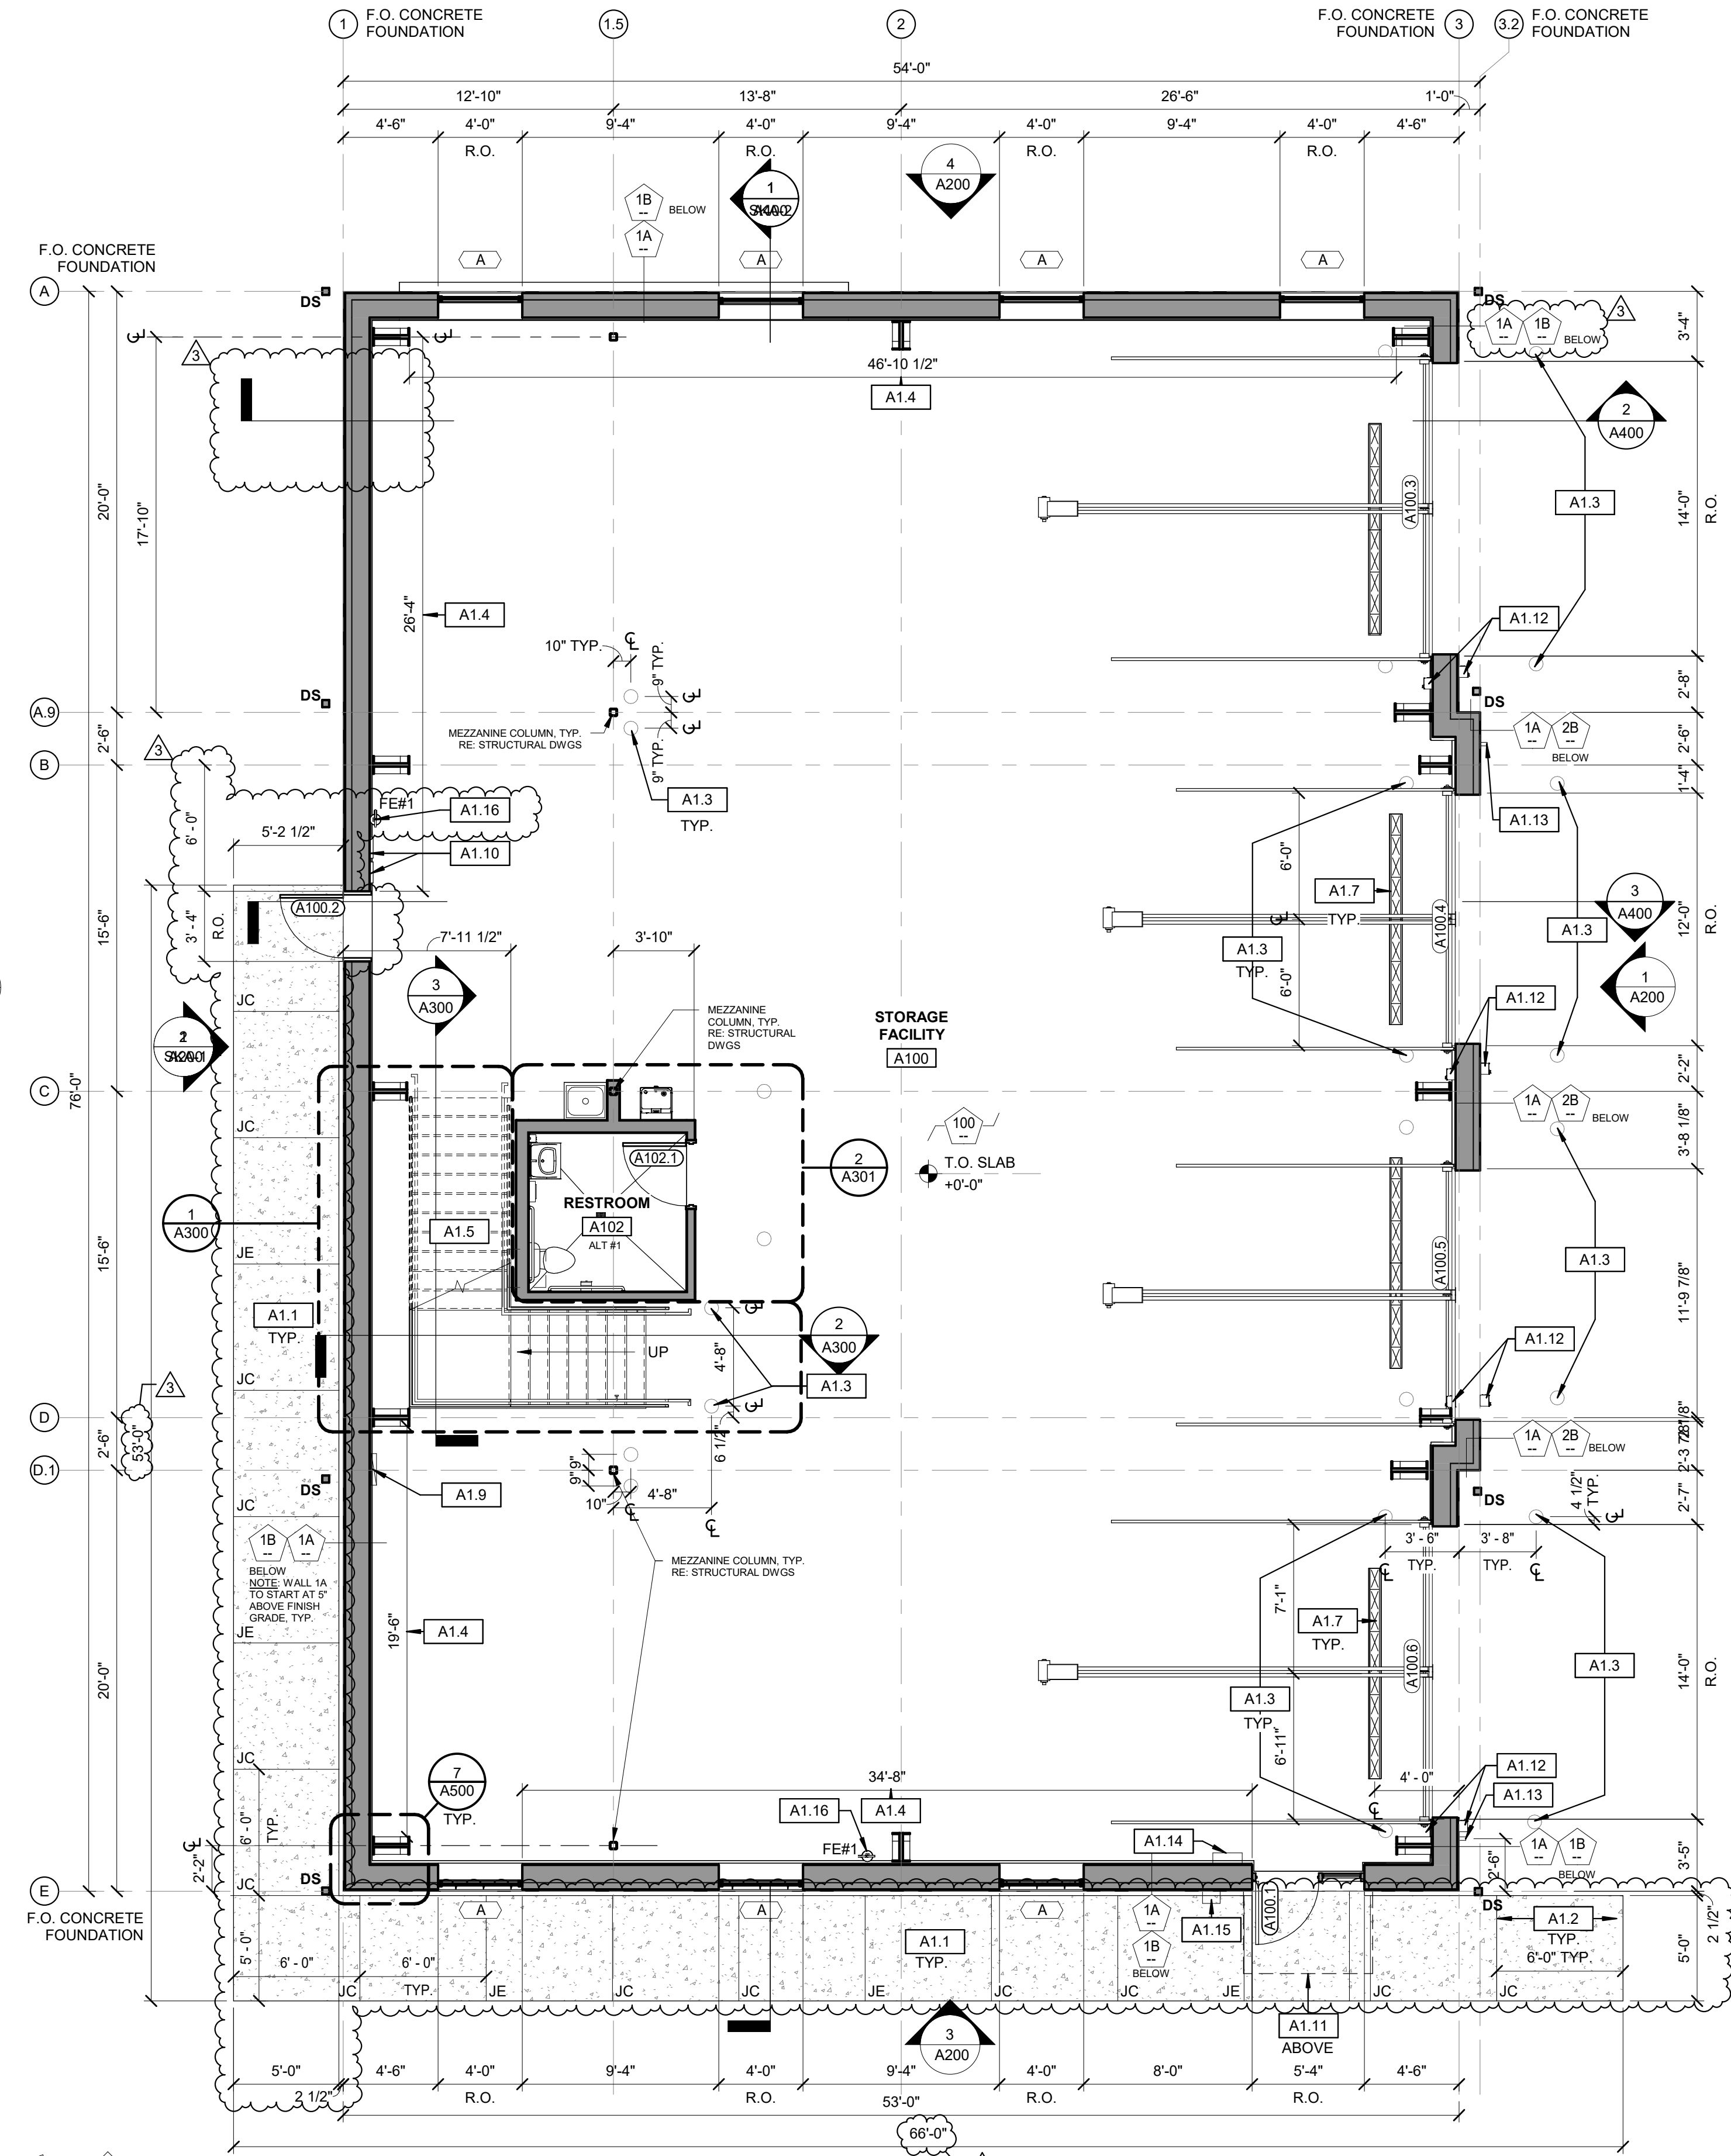 1
F.O. CONCRETE
FOUNDATION
1.5
2
F.O. CONCRETE
FOUNDATION
3
3.2
F.O. CONCRETE
FOUNDATION
54'-0"
12'-10"
13'-8"
26'-6"
1'-0"
4'-6"
4'-0"
9'-4"
4'-0"
9'-4"
4'-0"
9'-4"
4'-0"
4'-6"
R.O.
R.O.
R.O.
R.O.
4
A200
1
1B
--
BELOW
1A
--
A
A
A
A
F.O. CONCRETE
FOUNDATION
A
DS
DS
3
1A
--
1B
--
BELOW
3
3'-4"
46'-10 1/2"
A1.4
2
A400
20'-0"
17'-10"
A100.3
A1.3
14'-0"
R.O.
26'-4"
A1.4
A1.12
10" TYP.
9" TYP.
9" TYP.
DS
DS
2'-8"
A.9
MEZZANINE COLUMN, TYP.
RE: STRUCTURAL DWGS
1A
--
2B
--
BELOW
2'-6"
2'-6"
3
B
A1.3
TYP.
1'-4"
FE#1
A1.16
A1.13
5'-2 1/2"
6' - 0"
A1.10
6'-0"
A1.7
TYP.
3
A400
A100.2
3' - 4"
R.O.
15'-6"
A100.4
A1.3
12'-0"
R.O.
7'-11 1/2"
3'-10"
A1.3
TYP.
6'-0"
3
A300
1
A200
JC
MEZZANINE
COLUMN, TYP.
RE: STRUCTURAL
DWGS
STORAGE
FACILITY
A100
A1.12
2'-2"
C
76'-0"
1A
--
2B
--
BELOW
JC
100
--
3'-8 1/8"
A102.1
2
A301
T.O. SLAB
+0'-0"
RESTROOM
A102
ALT #1
1
A300
A1.5
JE
15'-6"
A100.5
A1.3
11'-9 7/8"
A1.1
TYP.
UP
2
A300
4'-8"
A1.12
A1.3
JC
3
D
6 1/2"
2'-6"
53'-0"
1A
--
2B
--
BELOW
2'-3 7/8"
D.1
9"
9"
10"
4'-8"
A1.9
DS
DS
JC
2'-7"
4 1/2"
TYP.
1B
--
1A
--
BELOW
NOTE: WALL 1A
TO START AT 5"
ABOVE FINISH
GRADE, TYP.
MEZZANINE COLUMN, TYP.
RE: STRUCTURAL DWGS
3' - 6"
TYP.
3' - 8"
TYP.
7'-1"
A1.7
TYP.
19'-6"
A1.4
JE
A100.6
A1.3
14'-0"
R.O.
20'-0"
A1.3
TYP.
6'-11"
JC
7
A500
TYP.
34'-8"
4' - 0"
A1.12
A1.13
A1.16
A1.4
6' - 0"
TYP.
FE#1
A1.14
1A
--
1B
--
BELOW
2'-6"
3'-5"
2'-2"
JC
DS
E
DS
F.O. CONCRETE
FOUNDATION
A
A
A
1A
--
1B
--
BELOW
A1.15
A100.1
A1.2
TYP.
6'-0" TYP.
2 1/2"
A1.1
TYP.
5' - 0"
6' - 0"
6' - 0"
TYP.
5'-0"
JC
JE
JC
JC
JE
JC
JC
JE
JC
JC
3
A200
A1.11
ABOVE
5'-0"
4'-6"
4'-0"
9'-4"
4'-0"
9'-4"
4'-0"
8'-0"
5'-4"
4'-6"
2 1/2"
R.O.
R.O.
R.O.
R.O.
53'-0"
66'-0"